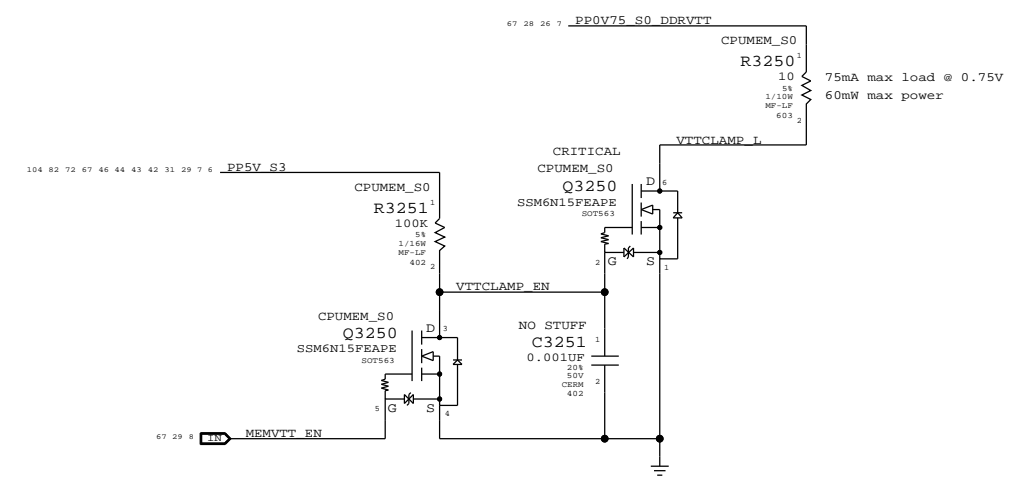 67 28 26 7 PP0V75_S0_DDRVTT
CPUMEM_S0
R3250
1
10
5%
1/10W
MF-LF
603
2
75mA max load @ 0.75V
60mW max power
VTTCLAMP_L
CRITICAL
CPUMEM_S0
Q3250
SSM6N15FEAPE
SOT563
D 6
2 G S 1
104 82 72 67 46 44 43 42 31 29 7 6 PP5V_S3
CPUMEM_S0
R3251
1
100K
5%
1/16W
MF-LF
402
2
VTTCLAMP_EN
CPUMEM_S0
Q3250
SSM6N15FEAPE
SOT563
D 3
5 G S 4
NO STUFF
C3251
1
0.001UF
20%
50V
CERM
402
2
67 29 8 IN MEMVTT_EN